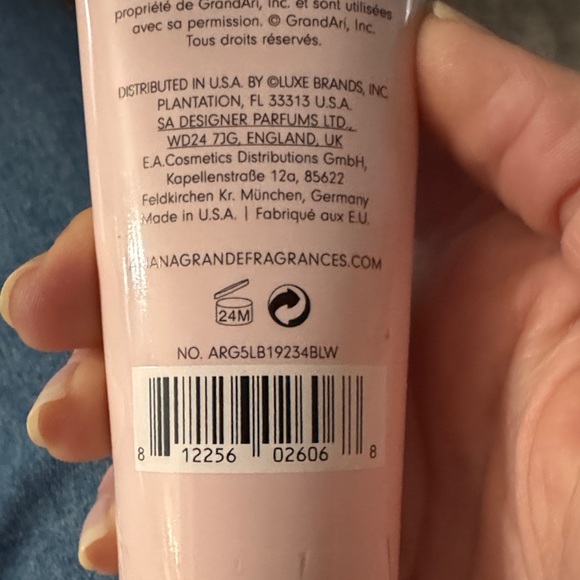 propriété de GrandAri, Inc. et sont utilisées
avec sa permission. © GrandAri, Inc.
Tous droits réservés.
DISTRIBUTED IN U.S.A. BY ©LUXE BRANDS, INC
PLANTATION, FL 33313 U.S.A.
SA DESIGNER PARFUMS LTD.,
WD24 7JG, ENGLAND, UK
E.A.Cosmetics Distributions GmbH,
Kapellenstraße 12a, 85622
Feldkirchen Kr. München, Germany
Made in U.S.A. | Fabriqué aux E.U.
ARIANAGRANDEFRAGRANCES.COM
24M
NO. ARG5LB19234BLW
8 12256 02606 8